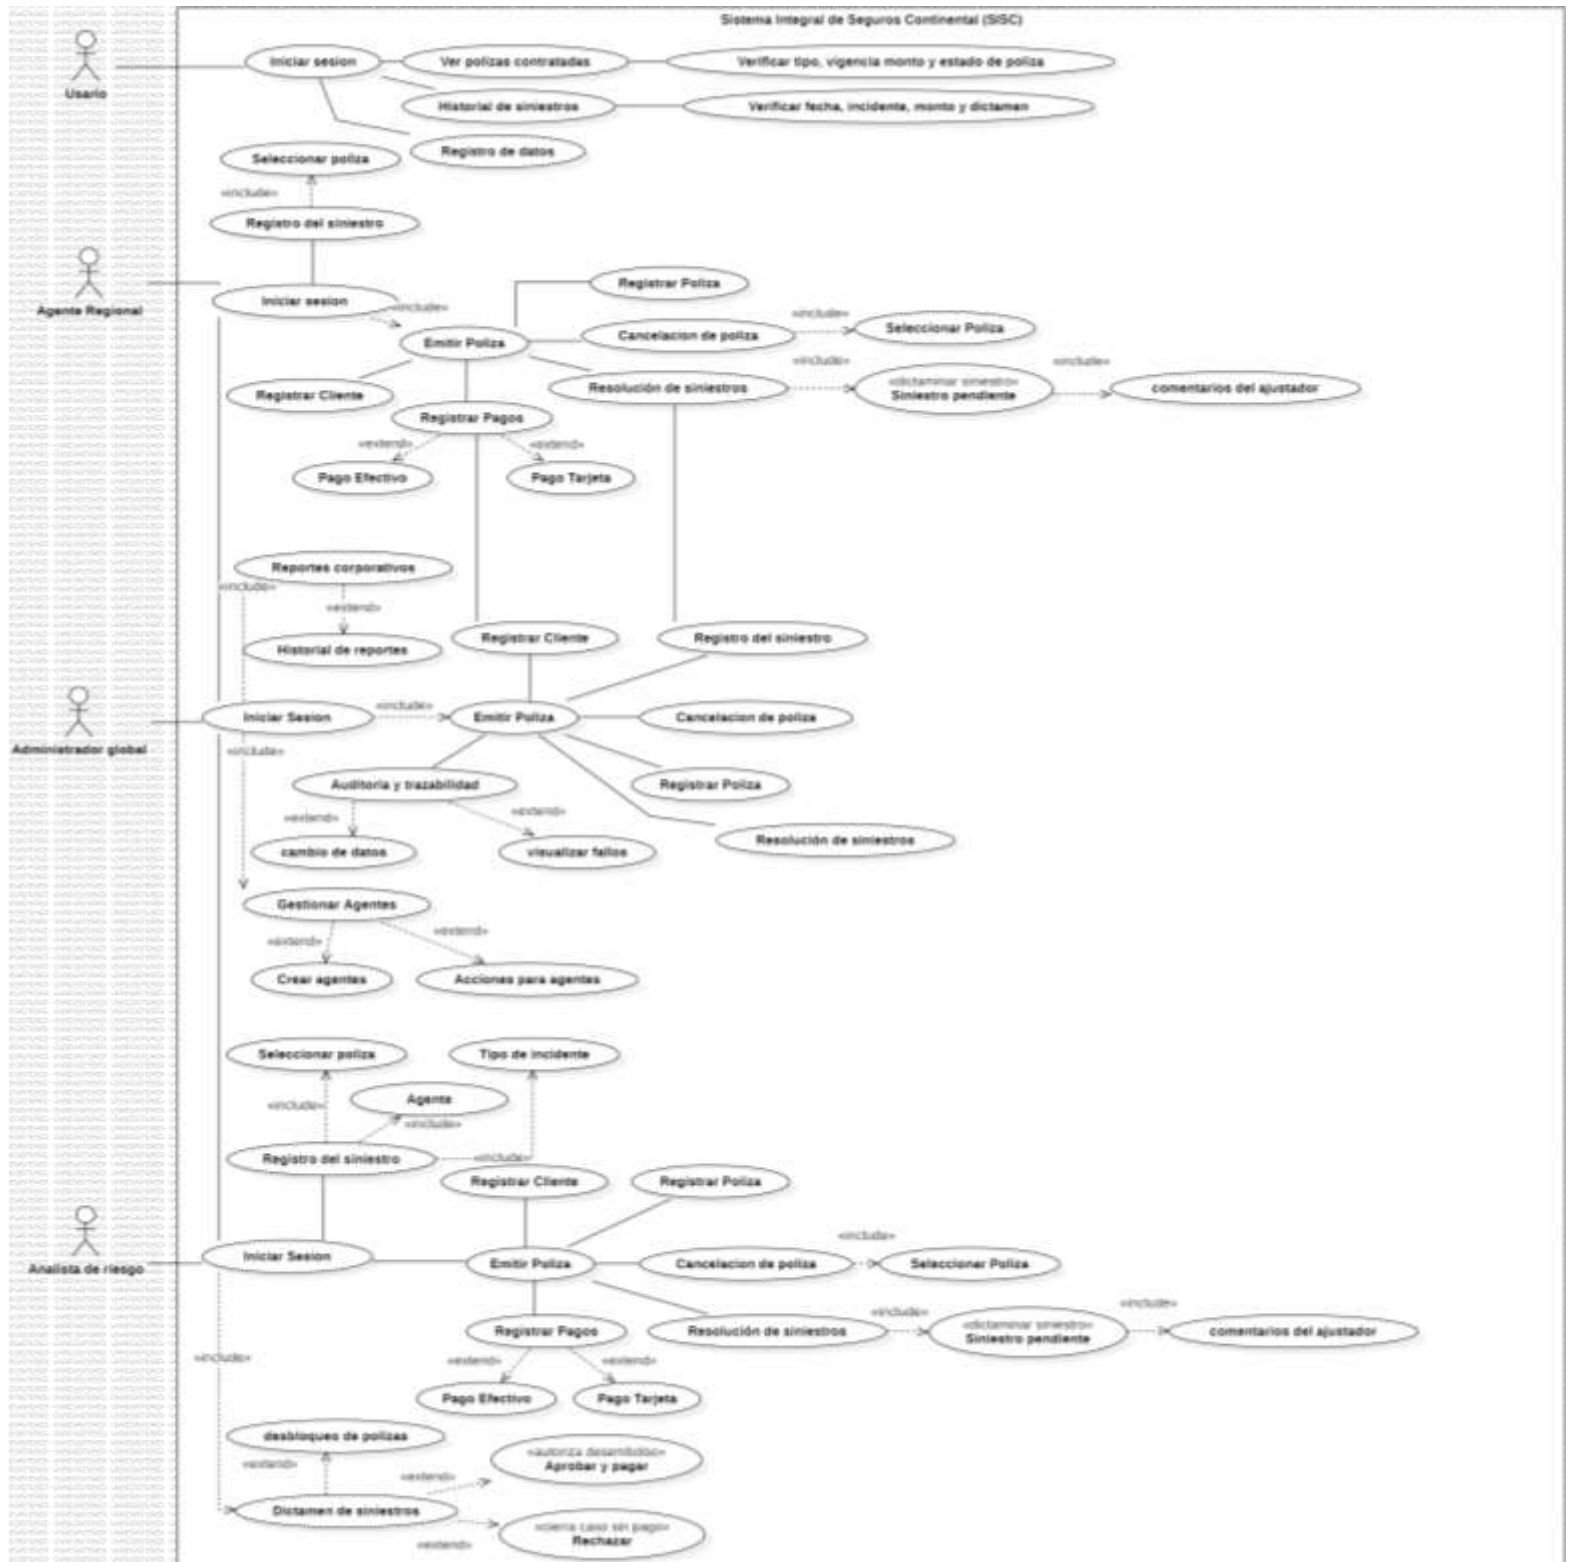 Sistema Integral de Seguros Continental (SISC)
Usario
Iniciar sesion
Ver polizas contratadas
Verificar tipo, vigencia monto y estado de poliza
Historial de siniestros
Verificar fecha, incidente, monto y dictamen
Registro de datos
Seleccionar poliza
«include»
Registro del siniestro
Agente Regional
Iniciar sesion
«include»
Registrar Poliza
Emitir Poliza
Cancelacion de poliza
«include»
Seleccionar Poliza
Registrar Cliente
Resolución de siniestros
«include»
«dictaminar siniestro»
Siniestro pendiente
«include»
comentarios del ajustador
Registrar Pagos
«extend»
«extend»
Pago Efectivo
Pago Tarjeta
Reportes corporativos
«include»
«extend»
Historial de reportes
Registrar Cliente
Registro del siniestro
Administrador global
Iniciar Sesion
«include»
Emitir Poliza
Cancelacion de poliza
«include»
Auditoria y trazabilidad
Registrar Poliza
«extend»
«extend»
Resolución de siniestros
cambio de datos
visualizar fallos
Gestionar Agentes
«extend»
«extend»
Crear agentes
Acciones para agentes
Seleccionar poliza
Tipo de incidente
Agente
«include»
«include»
Registro del siniestro
«include»
Registrar Cliente
Registrar Poliza
Analista de riesgo
Iniciar Sesion
Emitir Poliza
Cancelacion de poliza
«include»
Seleccionar Poliza
Registrar Pagos
Resolución de siniestros
«include»
«dictaminar siniestro»
Siniestro pendiente
«include»
comentarios del ajustador
«include»
«extend»
«extend»
Pago Efectivo
Pago Tarjeta
desbloqueo de polizas
«extend»
«extend»
Aprobar y pagar
Dictamen de siniestros
«extend»
«cierra caso sin pago»
Rechazar